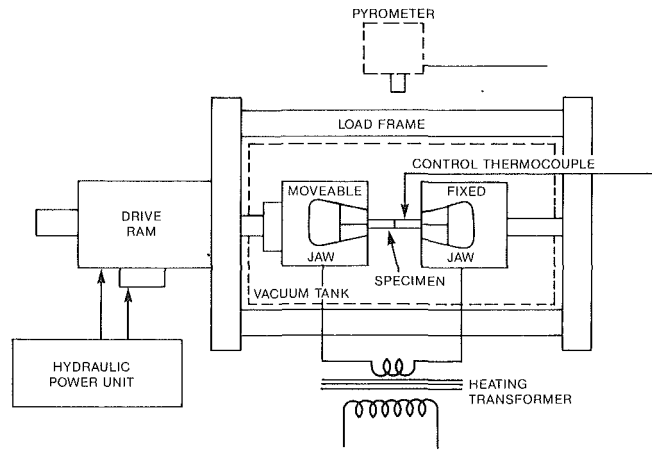 PYROMETER
LOAD FRAME
CONTROL THERMOCOUPLE
MOVEABLE
FIXED
DRIVE
RAM
JAW
JAW
SPECIMEN
VACUUM TANK
HYDRAULIC
POWER UNIT
HEATING
TRANSFORMER